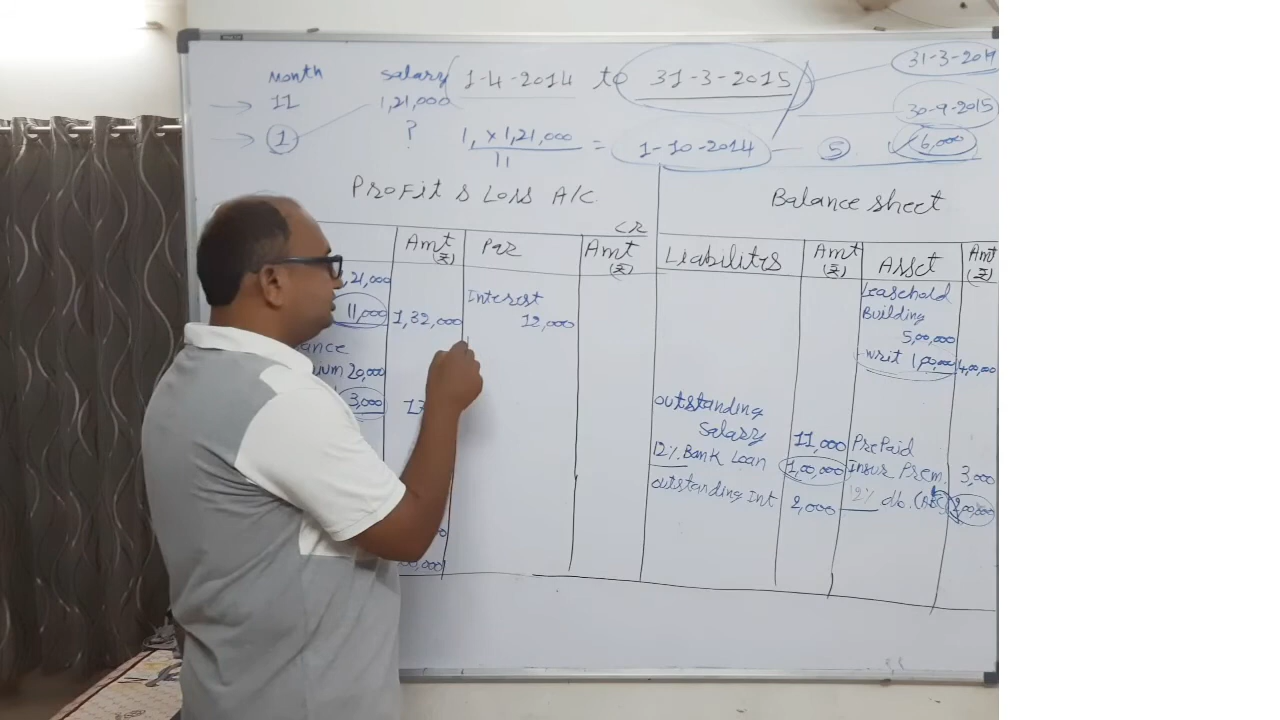 Month salary 1-4-2014 to 31-3-2015 31-3-2014
→ 11 1,21,000 30-9-2015
→ 1 ? 1 × 1,21,000 = 1-10-2014 5 6,000
11
Profit & Loss A/C Balance sheet
CR
Amt (₹) Par Amt (₹) Liabilities Amt (₹) Asset Amt (₹)
,21,000 Leasehold
Interest Building
11,000 1,32,000 12,000 5,00,000
ance writ 1,00,000 4,00,000
ium 20,000
3,000 17 outstanding
salary 11,000 PrePaid
12% Bank Loan 1,00,000 Insur Prem. 3,000
outstanding Int 2,000 12% db. 2,00,000
00,000